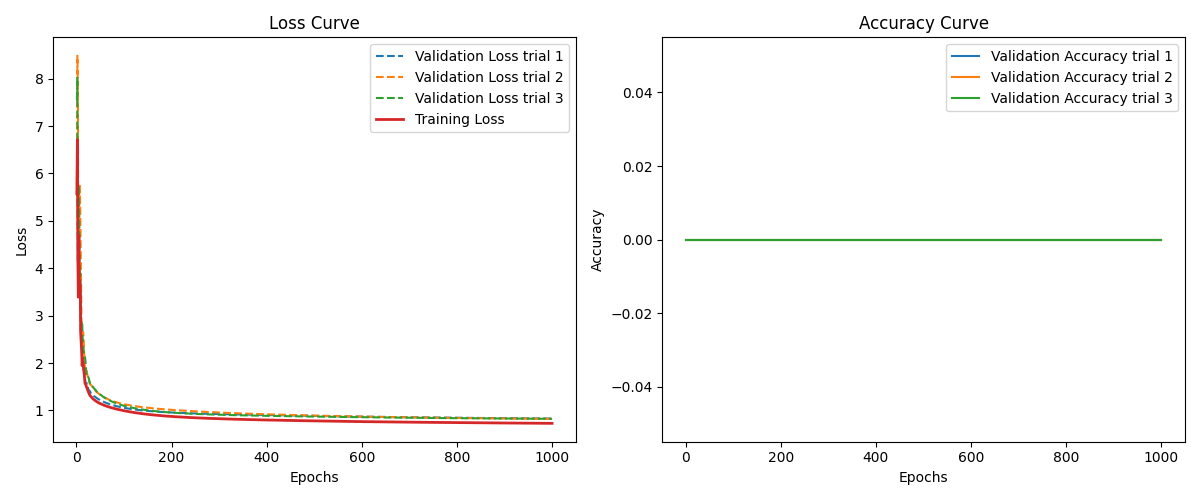 Loss Curve
Validation Loss trial 1
Validation Loss trial 2
Validation Loss trial 3
Training Loss
8
7
6
5
4
3
2
1
Loss
0
200
400
600
800
1000
Epochs
Accuracy Curve
Validation Accuracy trial 1
Validation Accuracy trial 2
Validation Accuracy trial 3
0.04
0.02
0.00
−0.02
−0.04
Accuracy
0
200
400
600
800
1000
Epochs